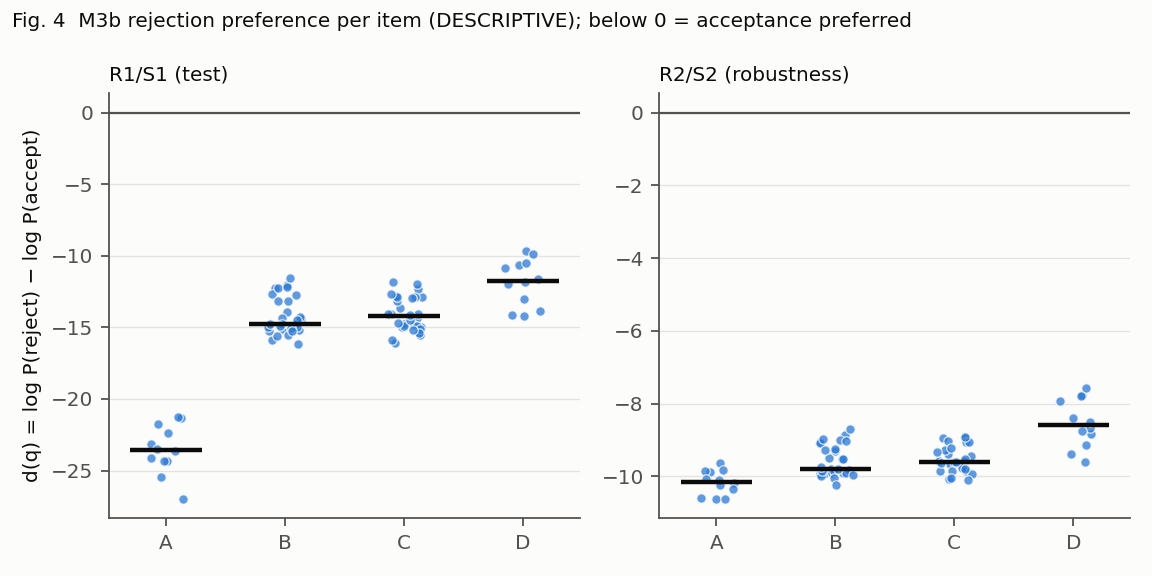 Fig. 4  M3b rejection preference per item (DESCRIPTIVE); below 0 = acceptance preferred
R1/S1 (test)
R2/S2 (robustness)
d(q) = log P(reject) − log P(accept)
0
−5
−10
−15
−20
−25
A
B
C
D
0
−2
−4
−6
−8
−10
A
B
C
D